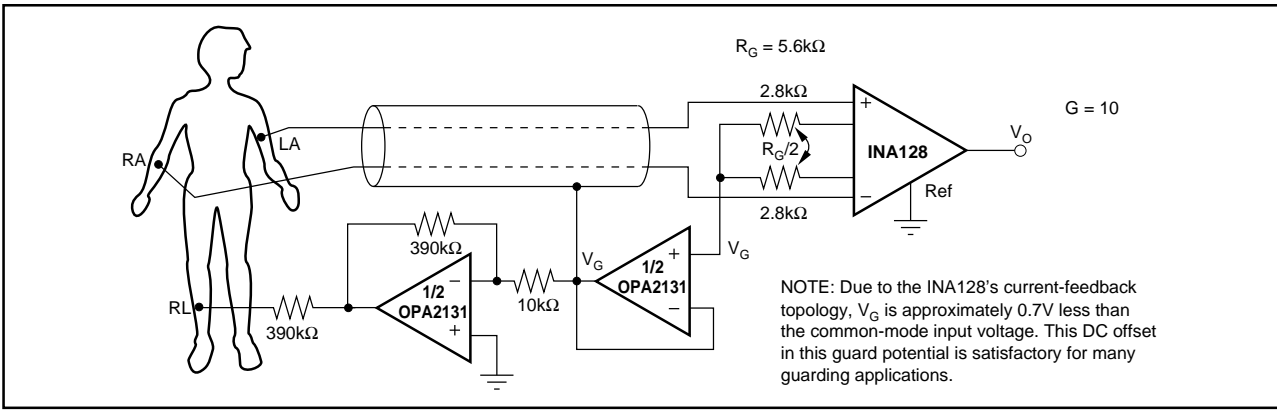 R_G = 5.6kΩ
2.8kΩ
G = 10
LA
RA
+
R_G/2
INA128
V_O
−
Ref
2.8kΩ
390kΩ
V_G
+
V_G
−
1/2
OPA2131
10kΩ
1/2
OPA2131
−
RL
390kΩ
+
NOTE: Due to the INA128's current-feedback
topology, V_G is approximately 0.7V less than
the common-mode input voltage. This DC offset
in this guard potential is satisfactory for many
guarding applications.